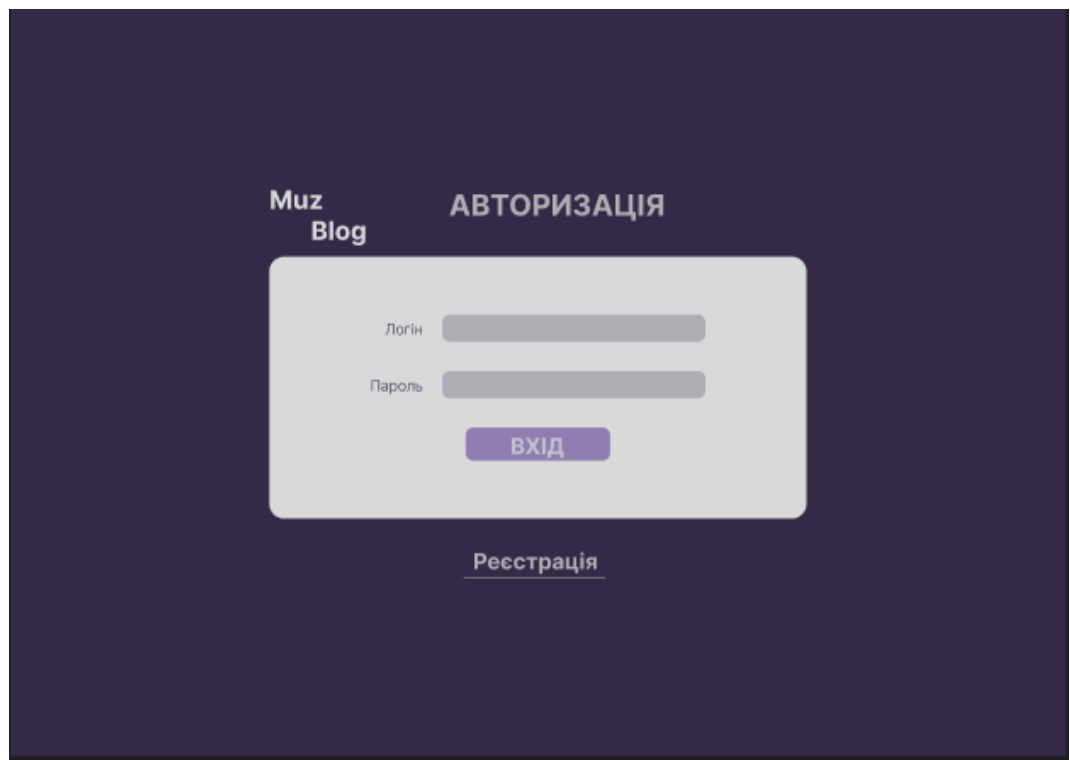 Muz
Blog
АВТОРИЗАЦІЯ
Логін
Пароль
ВХІД
Реєстрація